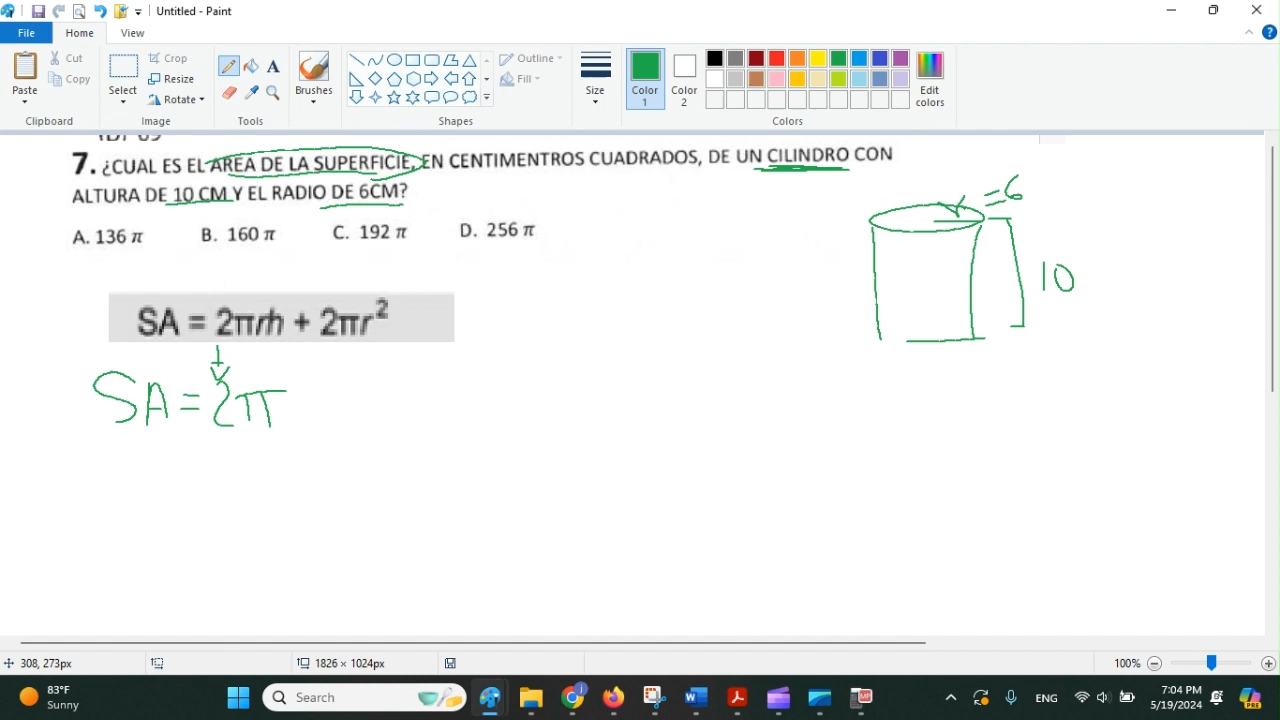 Untitled - Paint
File Home View
Paste Cut Copy Select Crop Resize Rotate Brushes Outline Fill Size Color 1 Color 2 Edit colors
Clipboard Image Tools Shapes Colors
7. ¿CUAL ES EL AREA DE LA SUPERFICIE, EN CENTIMENTROS CUADRADOS, DE UN CILINDRO CON
ALTURA DE 10 CM Y EL RADIO DE 6CM?
A. 136 π B. 160 π C. 192 π D. 256 π
r = 6
10
SA = 2πrh + 2πr²
SA = 2π
308, 273px 1826 × 1024px 100%
83°F
Sunny
Search
ENG
7:04 PM
5/19/2024